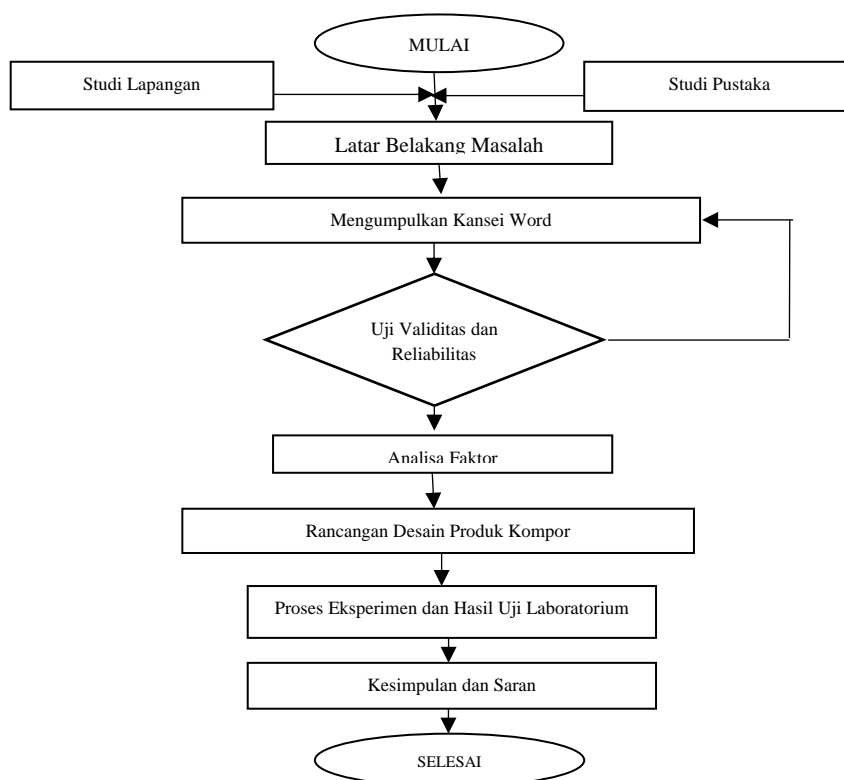 MULAI
Studi Lapangan
Studi Pustaka
Latar Belakang Masalah
Mengumpulkan Kansei Word
Uji Validitas dan
Reliabilitas
Analisa Faktor
Rancangan Desain Produk Kompor
Proses Eksperimen dan Hasil Uji Laboratorium
Kesimpulan dan Saran
SELESAI